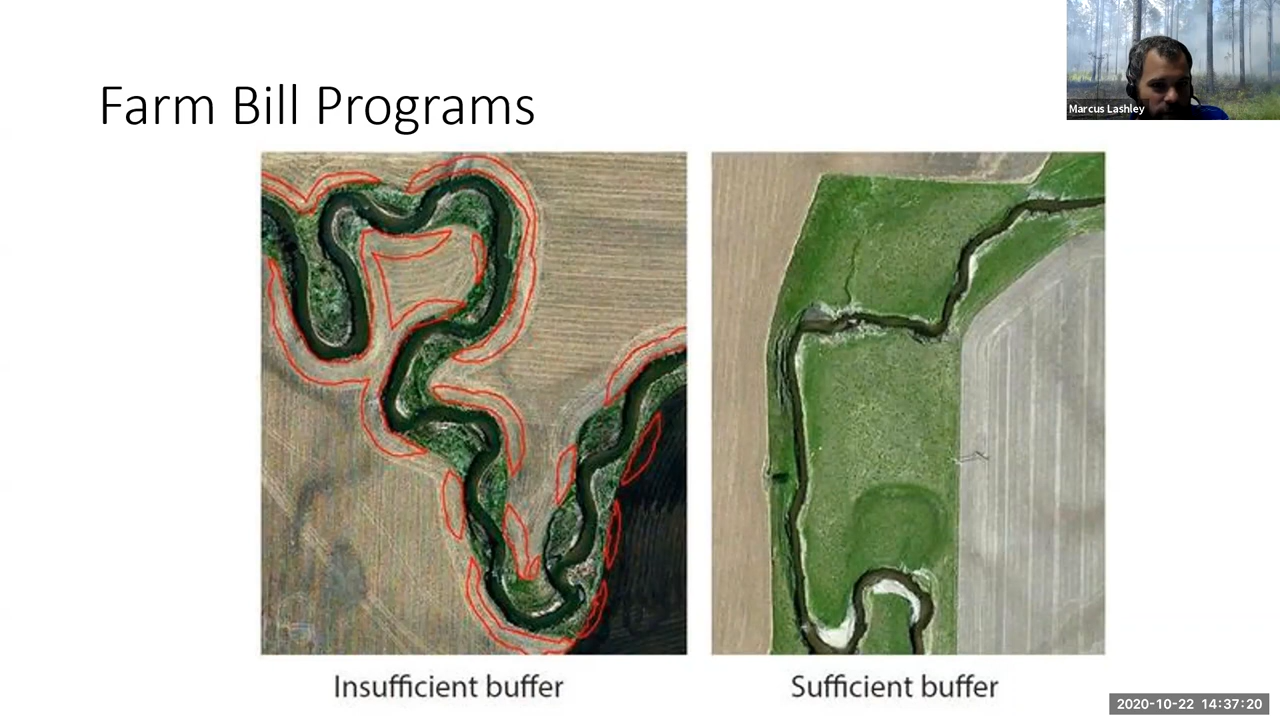 Farm Bill Programs
Marcus Lashley
Insufficient buffer
Sufficient buffer
2020-10-22 14:37:20